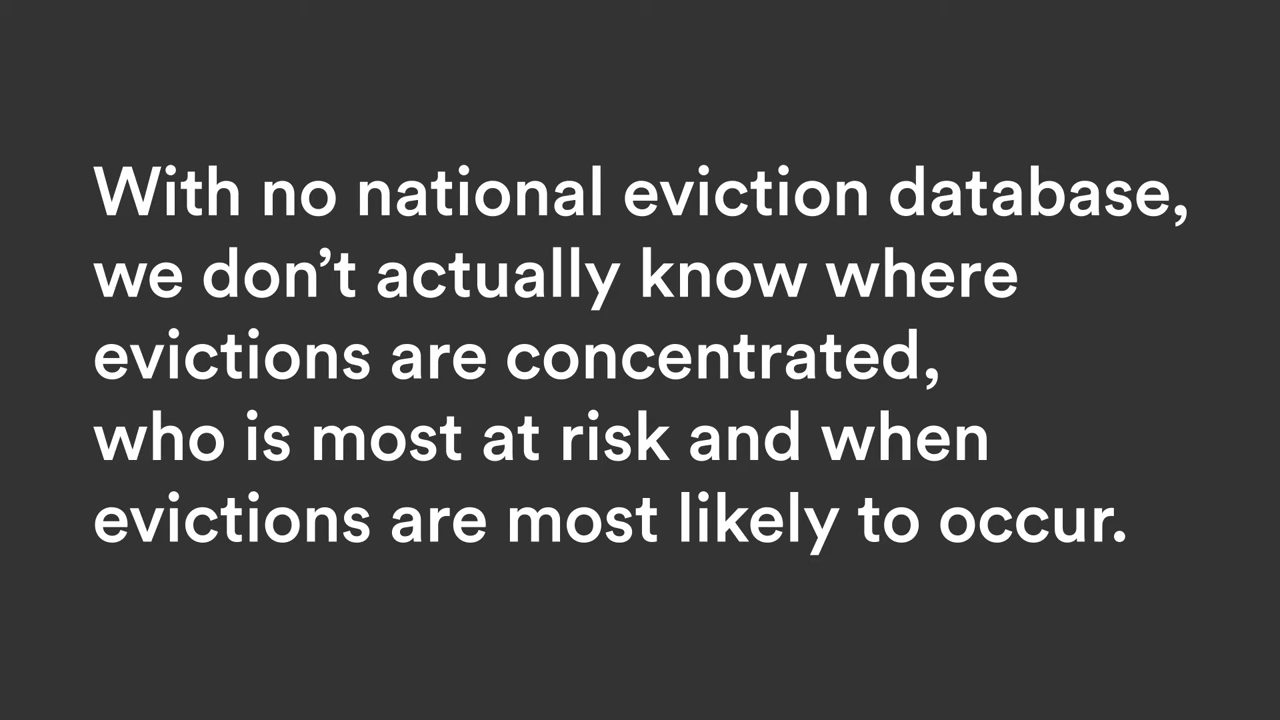 With no national eviction database,
we don’t actually know where
evictions are concentrated,
who is most at risk and when
evictions are most likely to occur.